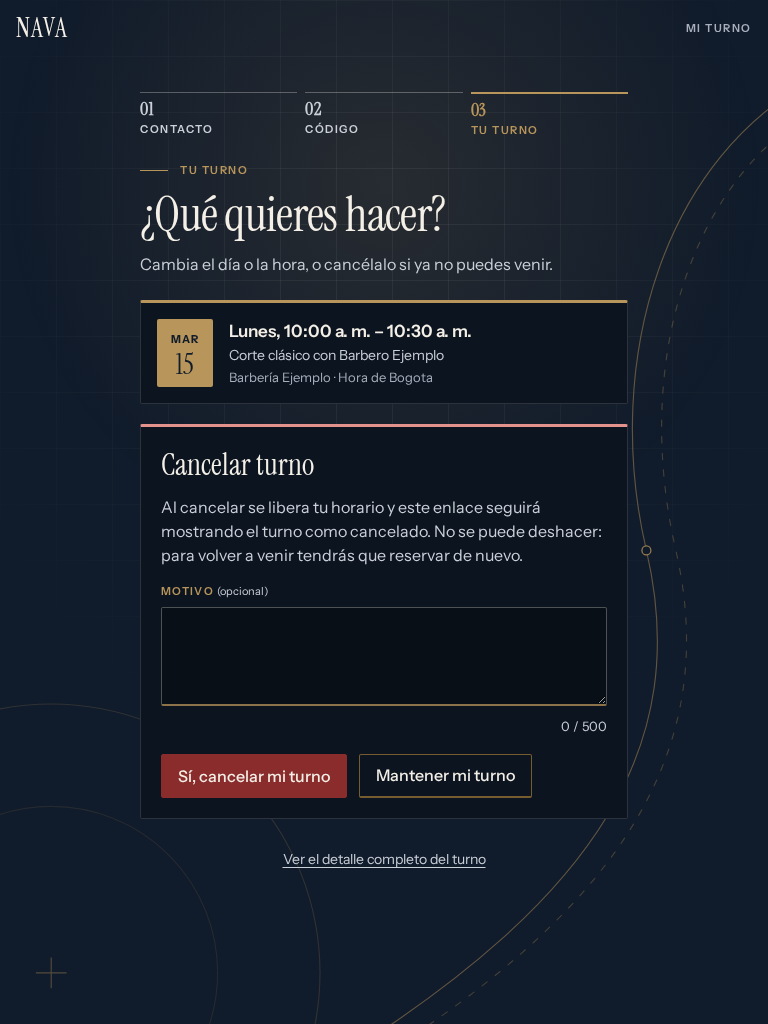 NAVA
MI TURNO
01
CONTACTO
02
CÓDIGO
03
TU TURNO
TU TURNO
¿Qué quieres hacer?
Cambia el día o la hora, o cancélalo si ya no puedes venir.
MAR
15
Lunes, 10:00 a. m. – 10:30 a. m.
Corte clásico con Barbero Ejemplo
Barbería Ejemplo · Hora de Bogota
Cancelar turno
Al cancelar se libera tu horario y este enlace seguirá
mostrando el turno como cancelado. No se puede deshacer:
para volver a venir tendrás que reservar de nuevo.
MOTIVO (opcional)
0 / 500
Sí, cancelar mi turno
Mantener mi turno
Ver el detalle completo del turno